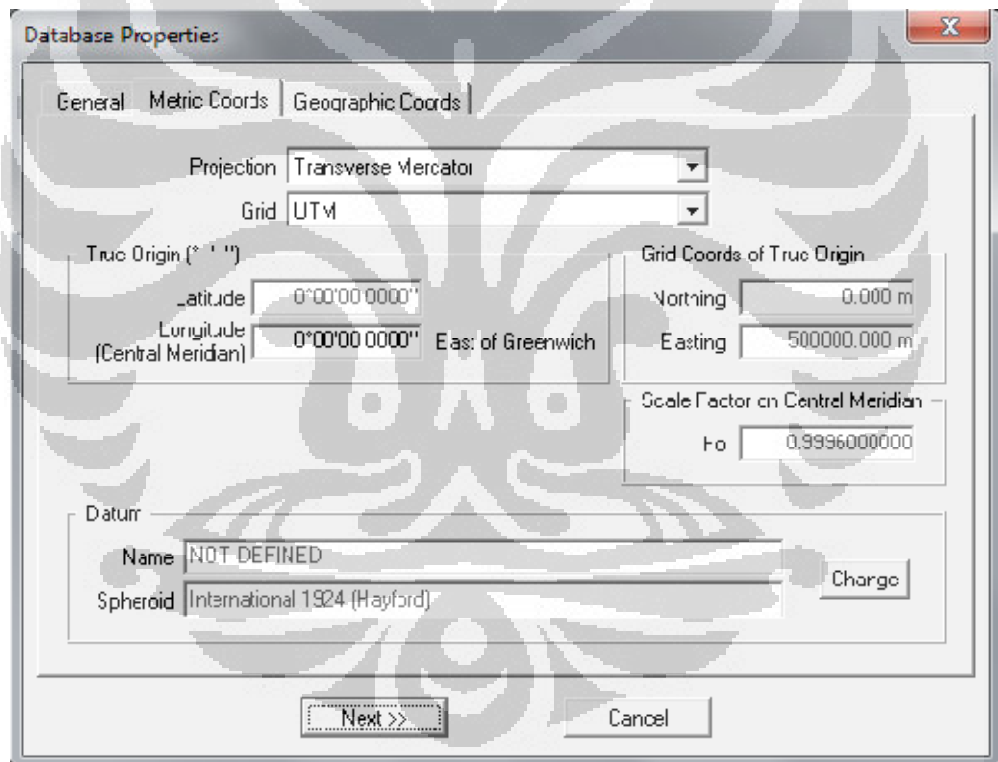 Database Properties
General Metric Coords Geographic Coords
Projection Transverse Mercator
Grid UTM
True Origin (° ' ")
Latitude 0°00'00.0000"
Longitude
(Central Meridian) 0°00'00.0000" East of Greenwich
Grid Coords of True Origin
Northing 0.000 m
Easting 500000.000 m
Scale Factor on Central Meridian
Fo 0.9996000000
Datum
Name NOT DEFINED
Spheroid International 1924 (Hayford)
Change
Next >> Cancel